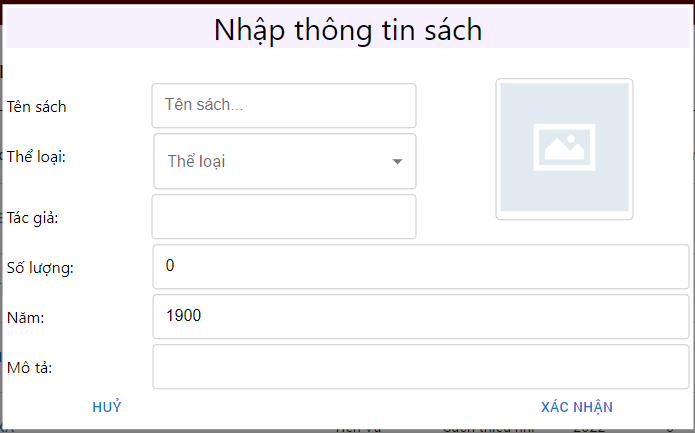 Nhập thông tin sách
Tên sách
Tên sách...
Thể loại:
Thể loại
Tác giả:
Số lượng:
0
Năm:
1900
Mô tả:
HUỶ
XÁC NHẬN